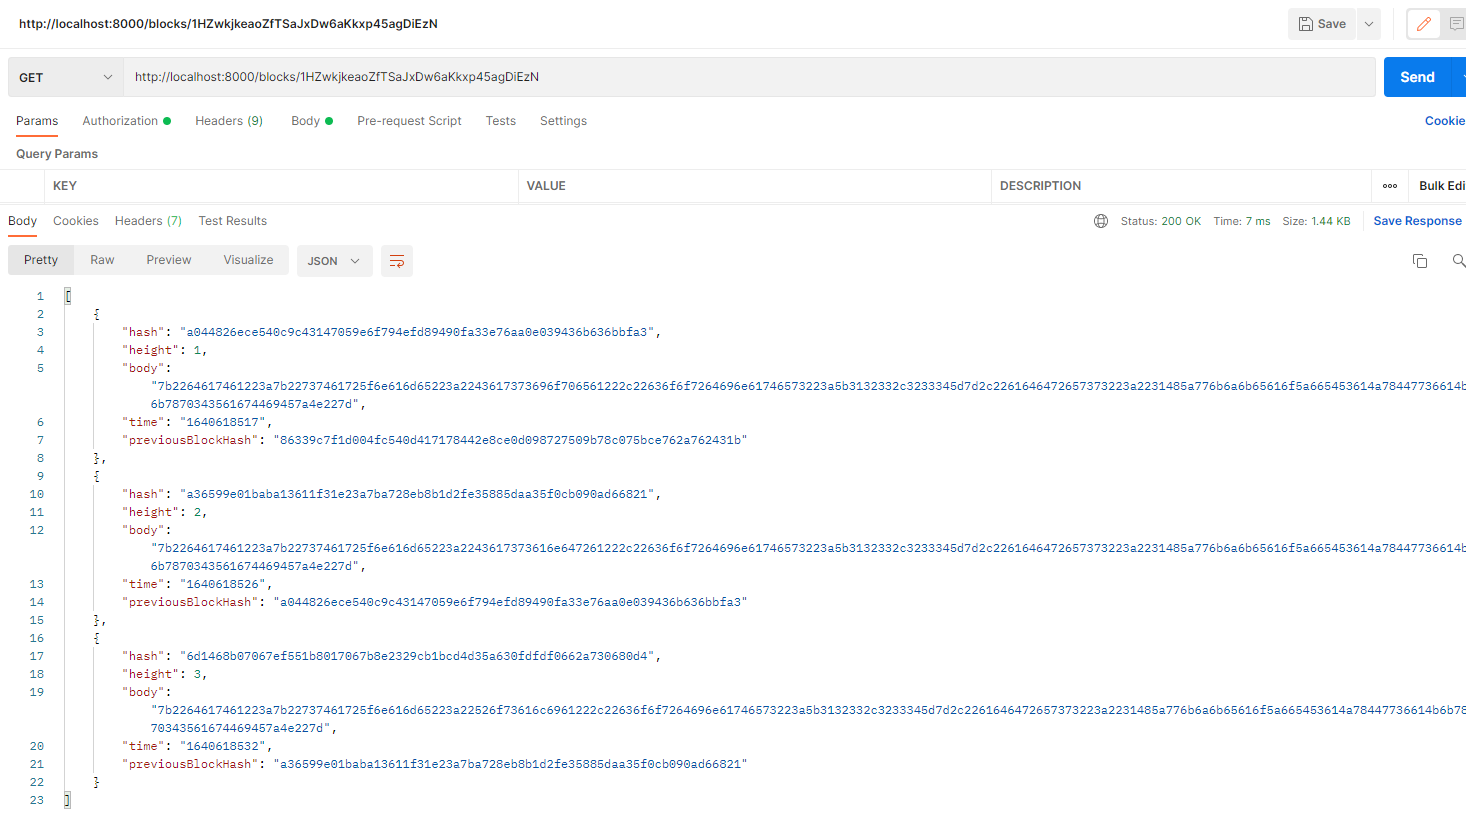 http://localhost:8000/blocks/1HZwkjkeaoZfTSaJxDw6aKkxp45agDiEzN
Save
GET
http://localhost:8000/blocks/1HZwkjkeaoZfTSaJxDw6aKkxp45agDiEzN
Send
Params Authorization Headers (9) Body Pre-request Script Tests Settings Cookie
Query Params
KEY VALUE DESCRIPTION ooo Bulk Edi
Body Cookies Headers (7) Test Results Status: 200 OK Time: 7 ms Size: 1.44 KB Save Response
Pretty Raw Preview Visualize JSON
1 [
2 {
3 "hash": "a044826ece540c9c43147059e6f794efd89490fa33e76aa0e039436b636bbfa3",
4 "height": 1,
5 "body":
"7b2264617461223a7b22737461725f6e616d65223a2243617373696f706561222c22636f6f7264696e61746573223a5b3132332c3233345d7d2c2261646472657373223a2231485a776b6a6b65616f5a665453614a78447736614b
6b7870343561674469457a4e227d",
6 "time": "1640618517",
7 "previousBlockHash": "86339c7f1d004fc540d417178442e8ce0d098727509b78c075bce762a762431b"
8 },
9 {
10 "hash": "a36599e01baba13611f31e23a7ba728eb8b1d2fe35885daa35f0cb090ad66821",
11 "height": 2,
12 "body":
"7b2264617461223a7b22737461725f6e616d65223a2243617373616e647261222c22636f6f7264696e61746573223a5b3132332c3233345d7d2c2261646472657373223a2231485a776b6a6b65616f5a665453614a78447736614b
6b7870343561674469457a4e227d",
13 "time": "1640618526",
14 "previousBlockHash": "a044826ece540c9c43147059e6f794efd89490fa33e76aa0e039436b636bbfa3"
15 },
16 {
17 "hash": "6d1468b07067ef551b8017067b8e2329cb1bcd4d35a630fdfdf0662a730680d4",
18 "height": 3,
19 "body":
"7b2264617461223a7b22737461725f6e616d65223a22526f73616c6961222c22636f6f7264696e61746573223a5b3132332c3233345d7d2c2261646472657373223a2231485a776b6a6b65616f5a665453614a78447736614b6b78
70343561674469457a4e227d",
20 "time": "1640618532",
21 "previousBlockHash": "a36599e01baba13611f31e23a7ba728eb8b1d2fe35885daa35f0cb090ad66821"
22 }
23 ]